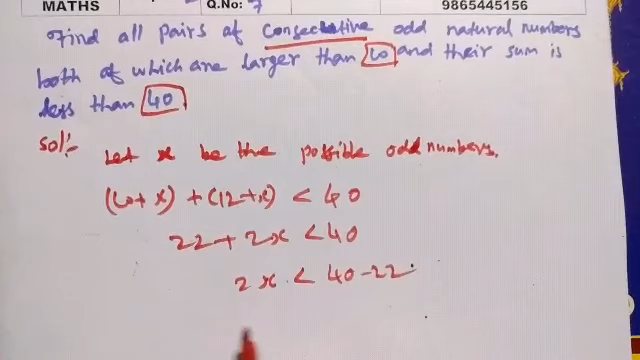 MATHS
Q.No: 7
9865445156
Find all pairs of Consecutive odd natural numbers
both of which are larger than 10 and their sum is
less than 40
Sol:-
Let x be the possible odd numbers.
(10+x) + (12+x) < 40
22 + 2x < 40
2x < 40-22